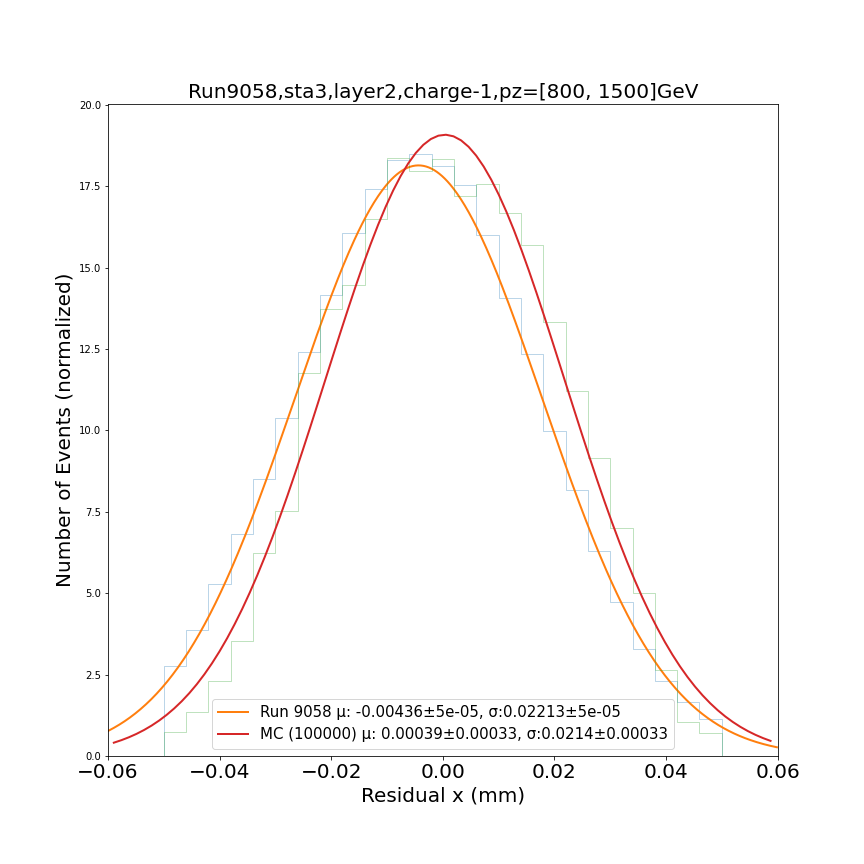 Run9058,sta3,layer2,charge-1,pz=[800, 1500]GeV
Number of Events (normalized)
20.0
17.5
15.0
12.5
10.0
7.5
5.0
2.5
0.0
Run 9058 μ: -0.00436±5e-05, σ:0.02213±5e-05
MC (100000) μ: 0.00039±0.00033, σ:0.0214±0.00033
−0.06 −0.04 −0.02 0.00 0.02 0.04 0.06
Residual x (mm)